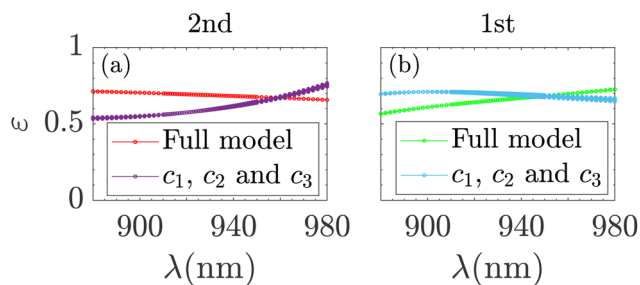 2nd 1st
1
(a) (b)
ε 0.5
Full model Full model
c₁, c₂ and c₃ c₁, c₂ and c₃
0
900 940 980 900 940 980
λ(nm) λ(nm)